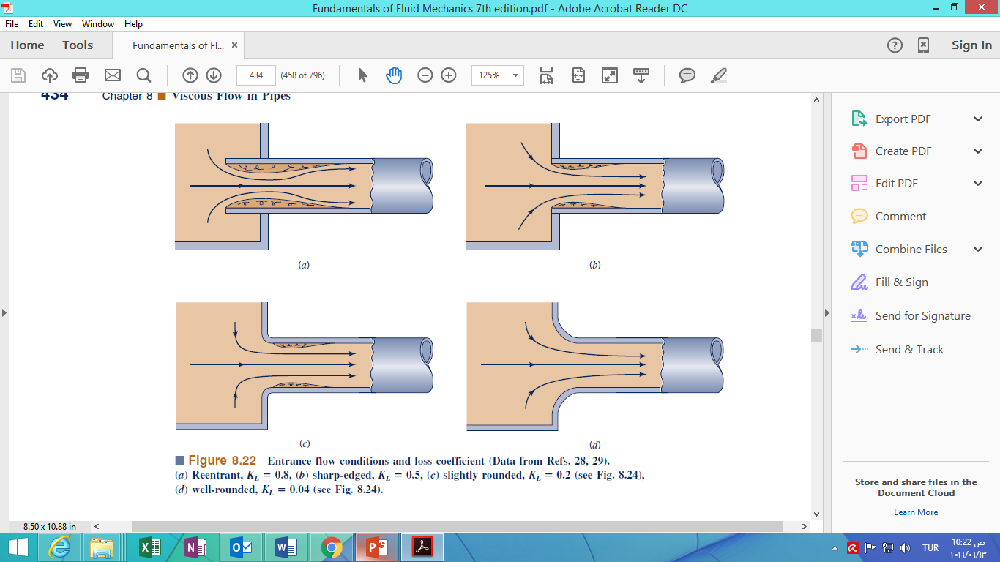 Fundamentals of Fluid Mechanics 7th edition.pdf - Adobe Acrobat Reader DC
File Edit View Window Help
Home Tools Fundamentals of Fl... × Sign In
434 (458 of 796) 125%
434 Chapter 8 ■ Viscous Flow in Pipes
(a) (b)
(c) (d)
■ Figure 8.22 Entrance flow conditions and loss coefficient (Data from Refs. 28, 29).
(a) Reentrant, K_L = 0.8, (b) sharp-edged, K_L = 0.5, (c) slightly rounded, K_L = 0.2 (see Fig. 8.24),
(d) well-rounded, K_L = 0.04 (see Fig. 8.24).
8.50 x 10.88 in
Export PDF
Create PDF
Edit PDF
Comment
Combine Files
Fill & Sign
Send for Signature
Send & Track
Store and share files in the
Document Cloud
Learn More
TUR
10:22 ص
٢٠١٦/٠٦/١٣